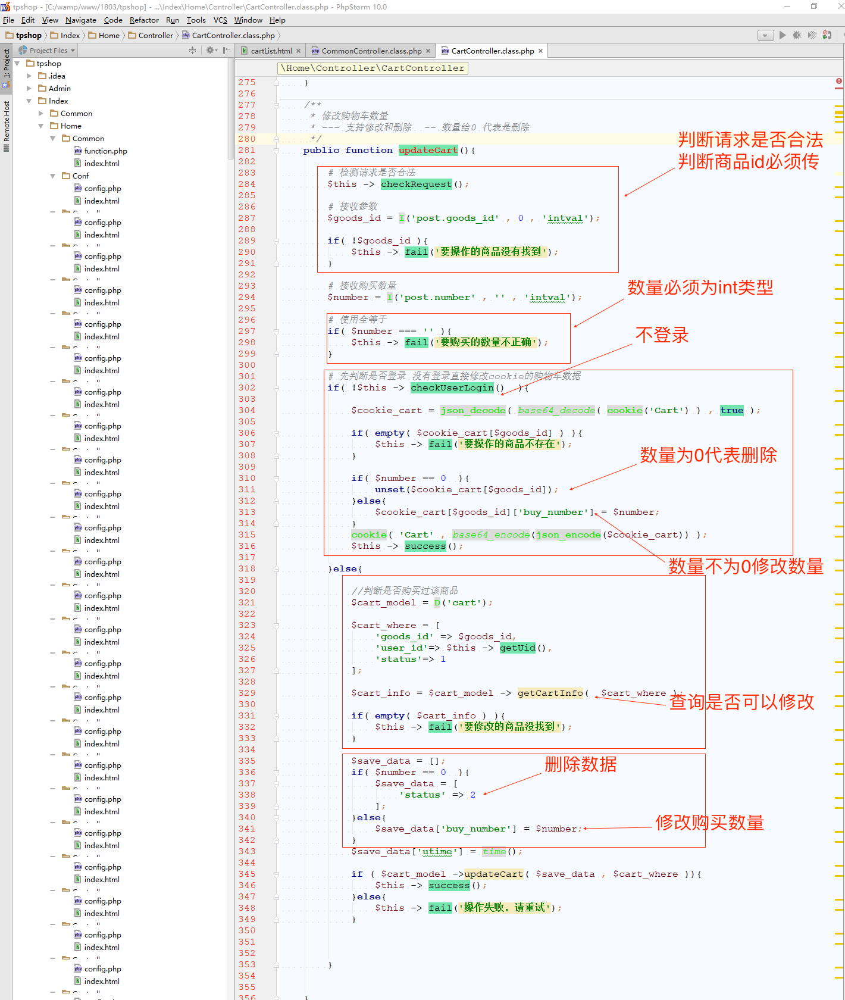 tpshop - [C:/wamp/www/1803/tpshop] - ...\Index\Home\Controller\CartController.class.php - PhpStorm 10.0
File Edit View Navigate Code Refactor Run Tools VCS Window Help
tpshop Index Home Controller CartController.class.php
1: Project
Remote Host
Project Files
cartList.html CommonController.class.php CartController.class.php
\Home\Controller\CartController
tpshop
.idea
Admin
Index
Common
Home
Common
function.php
index.html
Conf
config.php
index.html
config.php
index.html
config.php
index.html
config.php
index.html
config.php
index.html
config.php
index.html
config.php
index.html
config.php
index.html
config.php
index.html
config.php
index.html
config.php
index.html
config.php
index.html
config.php
index.html
config.php
index.html
config.php
index.html
config.php
index.html
config.php
index.html
config.php
index.html
config.php
index.html
config.php
index.html
config.php
index.html
config.php
index.html
config.php
index.html
config.php
index.html
275 }
276
277 /**
278 * 修改购物车数量
279 * --- 支持修改和删除 -- 数量给0 代表是删除
280 */
281 public function updateCart(){
282
283 # 检测请求是否合法
284 $this -> checkRequest();
285
286 # 接收参数
287 $goods_id = I('post.goods_id' , 0 , 'intval');
288
289 if( !$goods_id ){
290 $this -> fail('要操作的商品没有找到');
291 }
292
293 # 接收购买数量
294 $number = I('post.number' , '' , 'intval');
295
296 # 使用全等于
297 if( $number === '' ){
298 $this -> fail('要购买的数量不正确');
299 }
300
301 # 先判断是否登录 没有登录直接修改cookie的购物车数据
302 if( !$this -> checkUserLogin() ){
303
304 $cookie_cart = json_decode( base64_decode( cookie('Cart') ) , true );
305
306 if( empty( $cookie_cart[$goods_id] ) ){
307 $this -> fail('要操作的商品不存在');
308 }
309
310 if( $number == 0 ){
311 unset($cookie_cart[$goods_id]);
312 }else{
313 $cookie_cart[$goods_id]['buy_number'] = $number;
314 }
315 cookie( 'Cart' , base64_encode(json_encode($cookie_cart)) );
316 $this -> success();
317
318 }else{
319
320 //判断是否购买过该商品
321 $cart_model = D('cart');
322
323 $cart_where = [
324 'goods_id' => $goods_id,
325 'user_id'=> $this -> getUid(),
326 'status'=> 1
327 ];
328
329 $cart_info = $cart_model -> getCartInfo( $cart_where );
330
331 if( empty( $cart_info ) ){
332 $this -> fail('要修改的商品没找到');
333 }
334
335 $save_data = [];
336 if( $number == 0 ){
337 $save_data = [
338 'status' => 2
339 ];
340 }else{
341 $save_data['buy_number'] = $number;
342 }
343 $save_data['utime'] = time();
344
345 if ( $cart_model ->updateCart( $save_data , $cart_where )){
346 $this -> success();
347 }else{
348 $this -> fail('操作失败，请重试');
349 }
350
351
352
353 }
354
355
356 }
判断请求是否合法
判断商品id必须传
数量必须为int类型
不登录
数量为0代表删除
数量不为0修改数量
查询是否可以修改
删除数据
修改购买数量